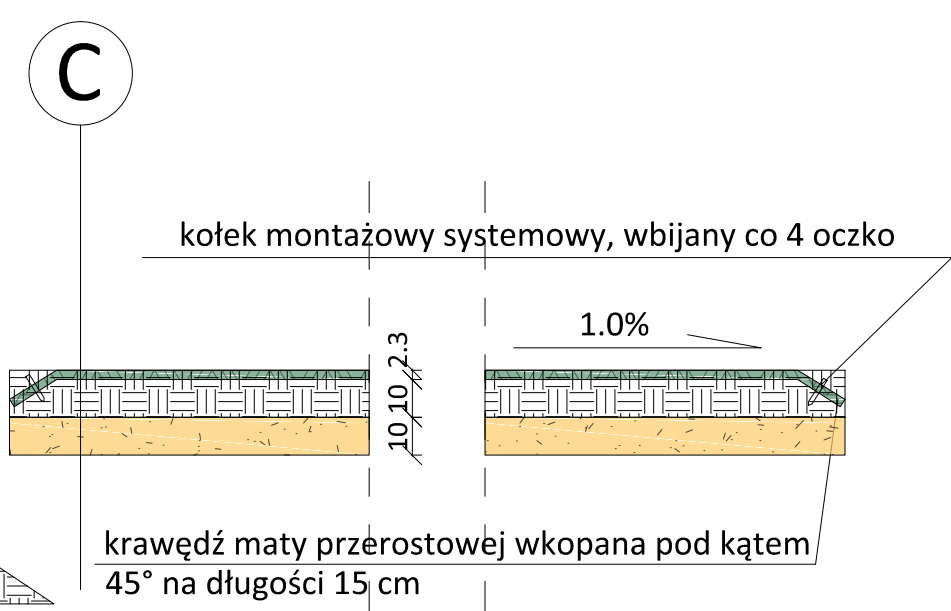 C
kołek montażowy systemowy, wbijany co 4 oczko
1.0%
2.3
10
10
krawędź maty przerostowej wkopana pod kątem
45° na długości 15 cm